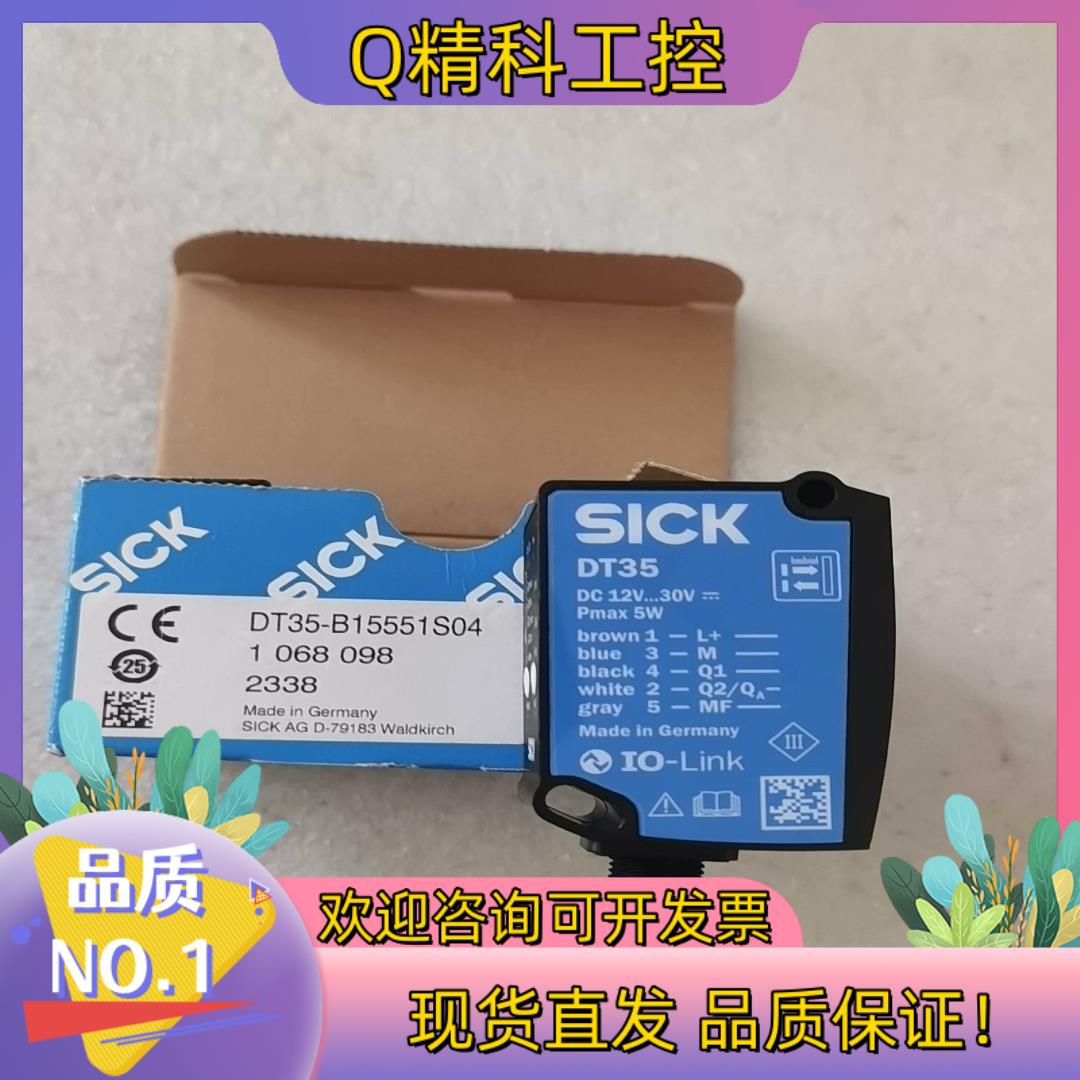 Q精科工控
SICK
SICK
SICK
DT35-B15551S04
1 068 098
2338
Made in Germany
SICK AG D-79183 Waldkirch
CE
25
SICK
DT35
DC 12V...30V
Pmax 5W
brown 1 – L+
blue 3 – M
black 4 – Q1
white 2 – Q2/QA
gray 5 – MF
Made in Germany
III
IO-Link
品质
NO.1
欢迎咨询可开发票
现货直发 品质保证!